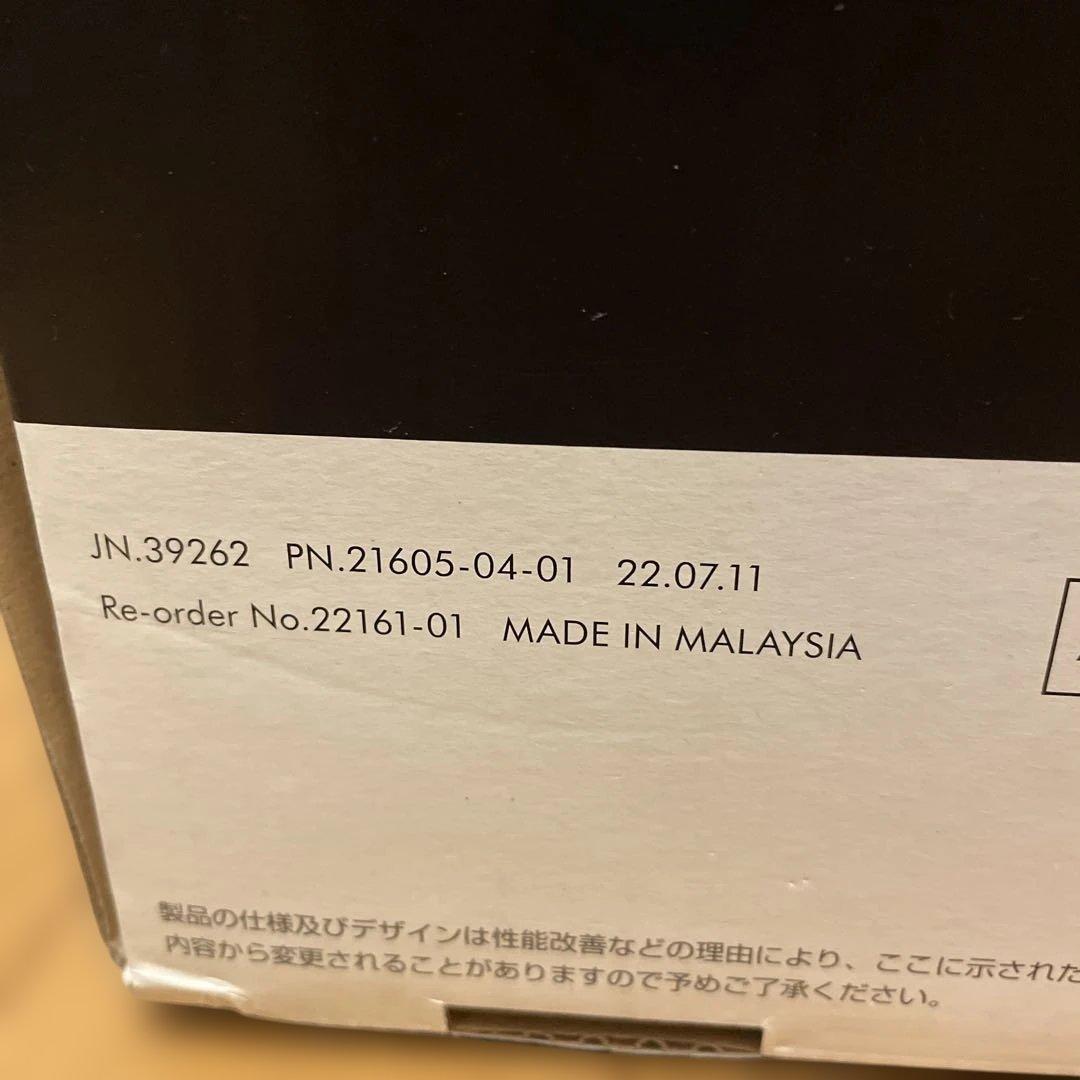 JN.39262 PN.21605-04-01 22.07.11
Re-order No.22161-01 MADE IN MALAYSIA
製品の仕様及びデザインは性能改善などの理由により、ここに示された
内容から変更されることがありますので予めご了承ください。